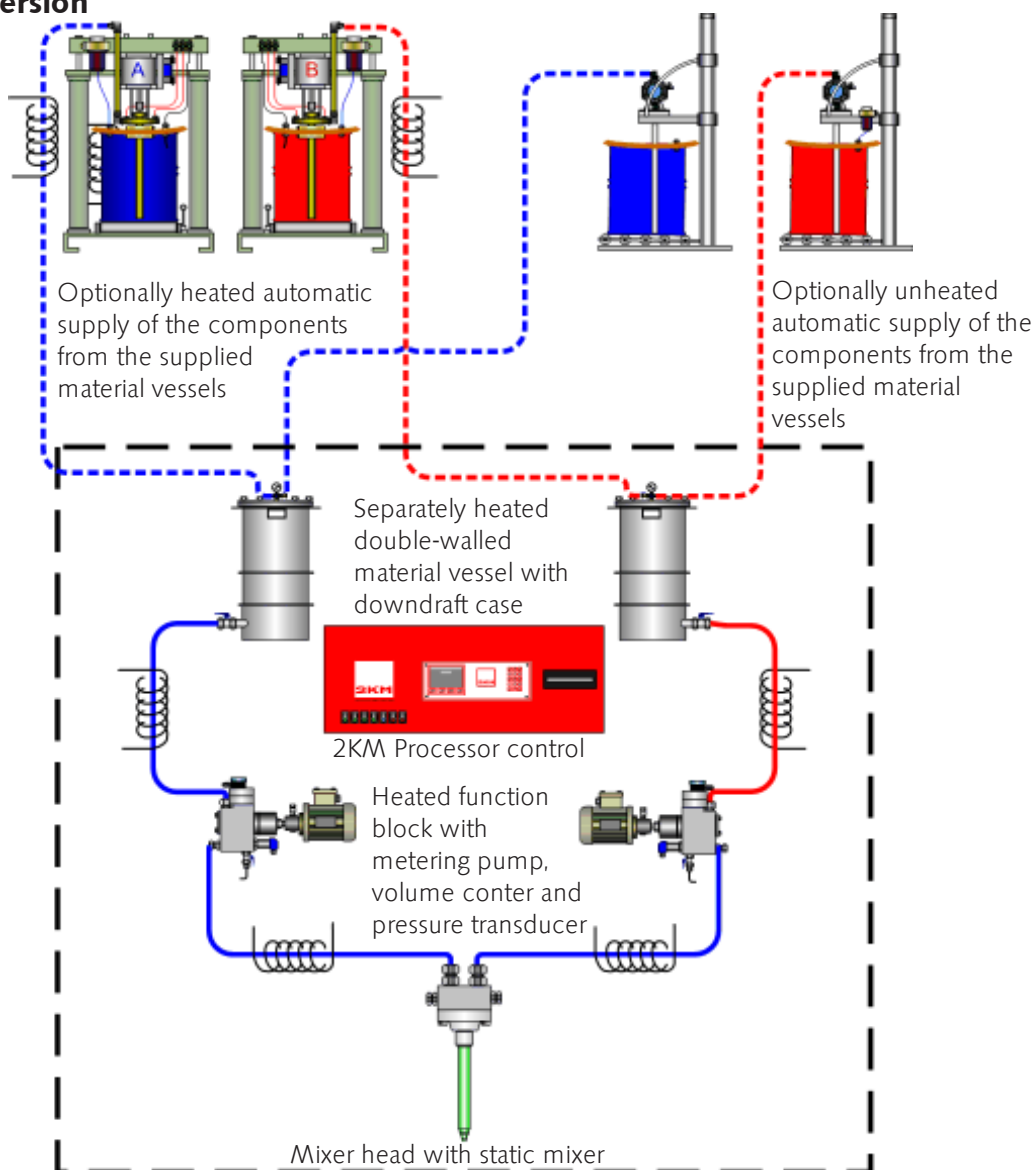 ersion
A
B
Optionally heated automatic
supply of the components
from the supplied
material vessels
Optionally unheated
automatic supply of the
components from the
supplied material
vessels
Separately heated
double-walled
material vessel with
downdraft case
2KM
2KM
2KM Processor control
Heated function
block with
metering pump,
volume conter and
pressure transducer
Mixer head with static mixer